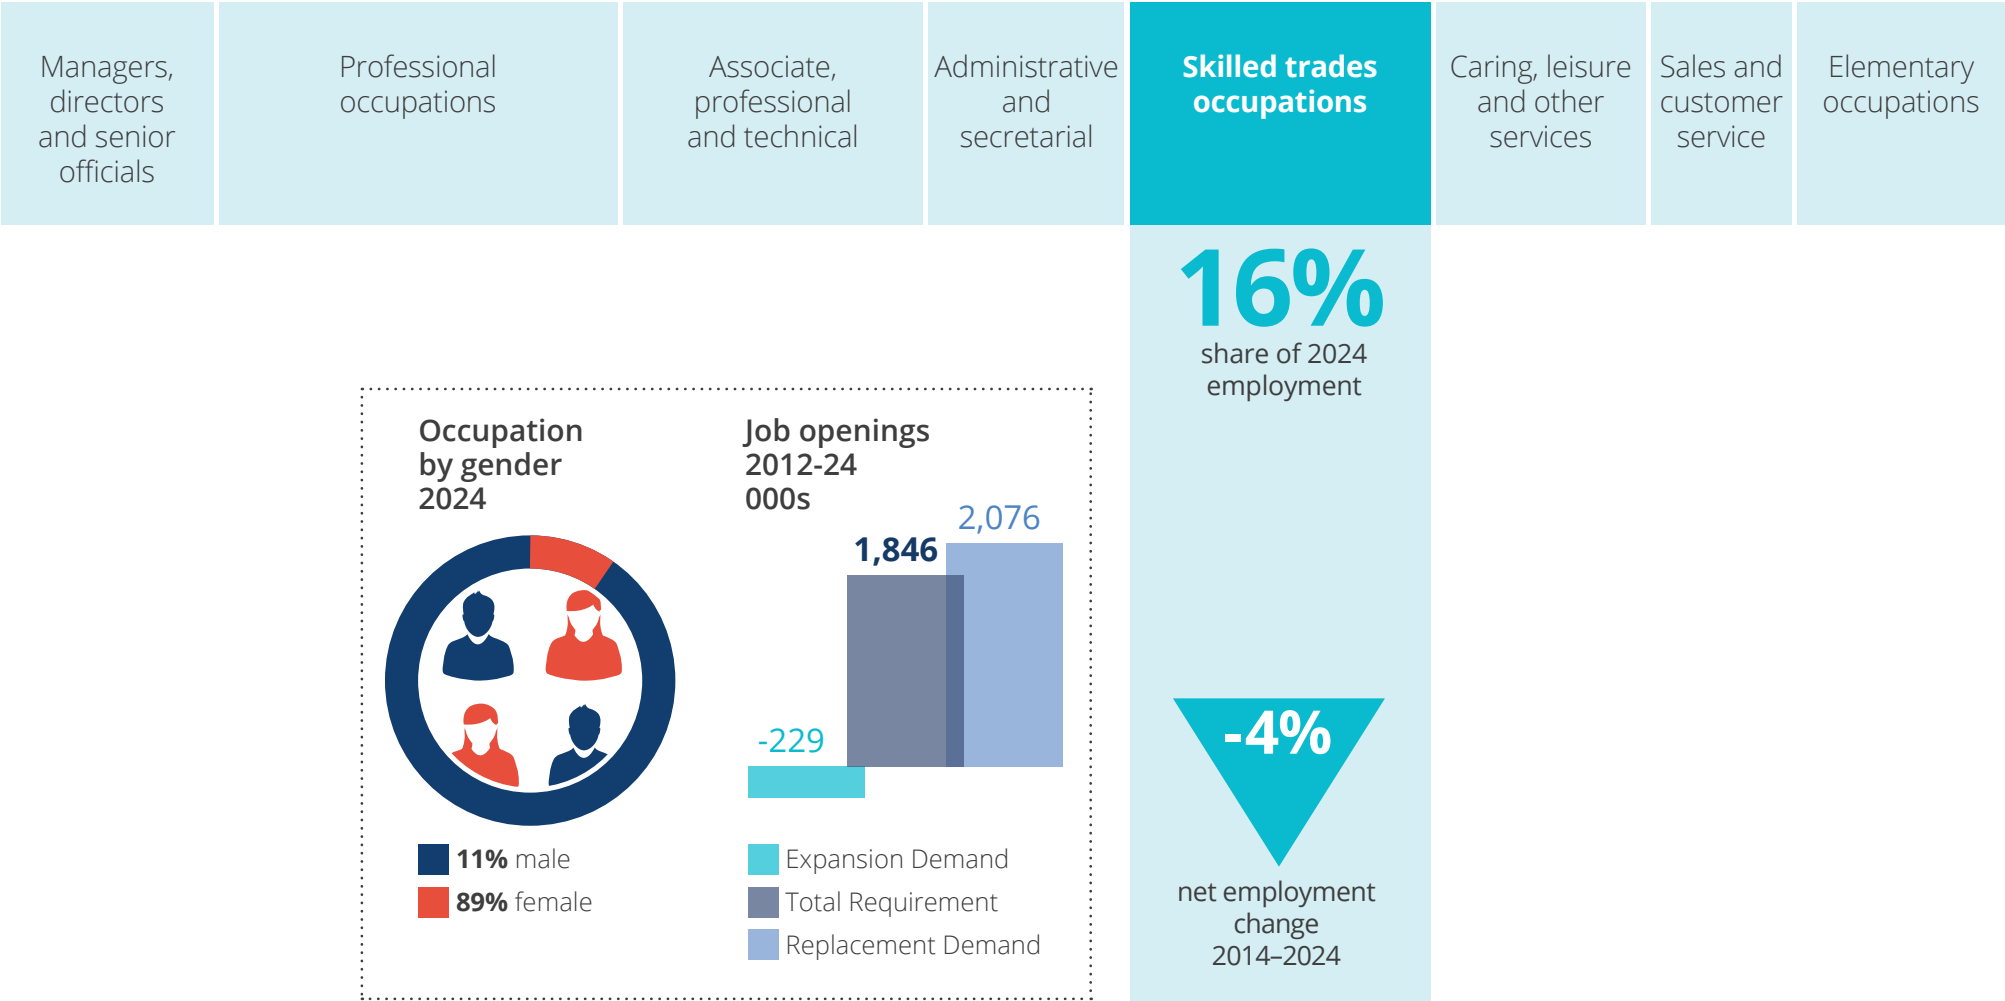 Managers,
directors
and senior
officials
Professional
occupations
Associate,
professional
and technical
Administrative
and
secretarial
Skilled trades
occupations
Caring, leisure
and other
services
Sales and
customer
service
Elementary
occupations
16%
share of 2024
employment
Occupation
by gender
2024
11% male
89% female
Job openings
2012-24
000s
-229
1,846
2,076
Expansion Demand
Total Requirement
Replacement Demand
-4%
net employment
change
2014–2024